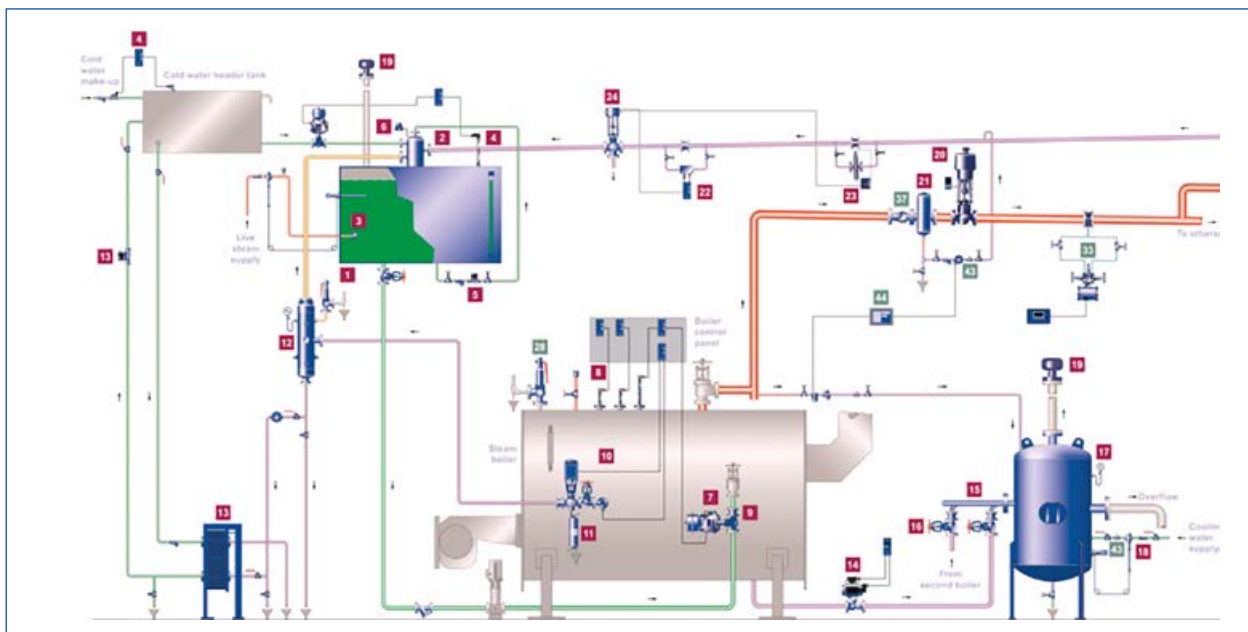 4
Cold
water
make-up
Cold water header tank
19
6
2
4
24
22
23
20
21
37
43
33
To others
3
Live
steam
supply
1
5
13
12
44
28
8
Boiler
control
panel
Steam
boiler
10
7
9
11
13
14
19
17
15
16
Overflow
Cooling
water
supply
43
18
From
second boiler